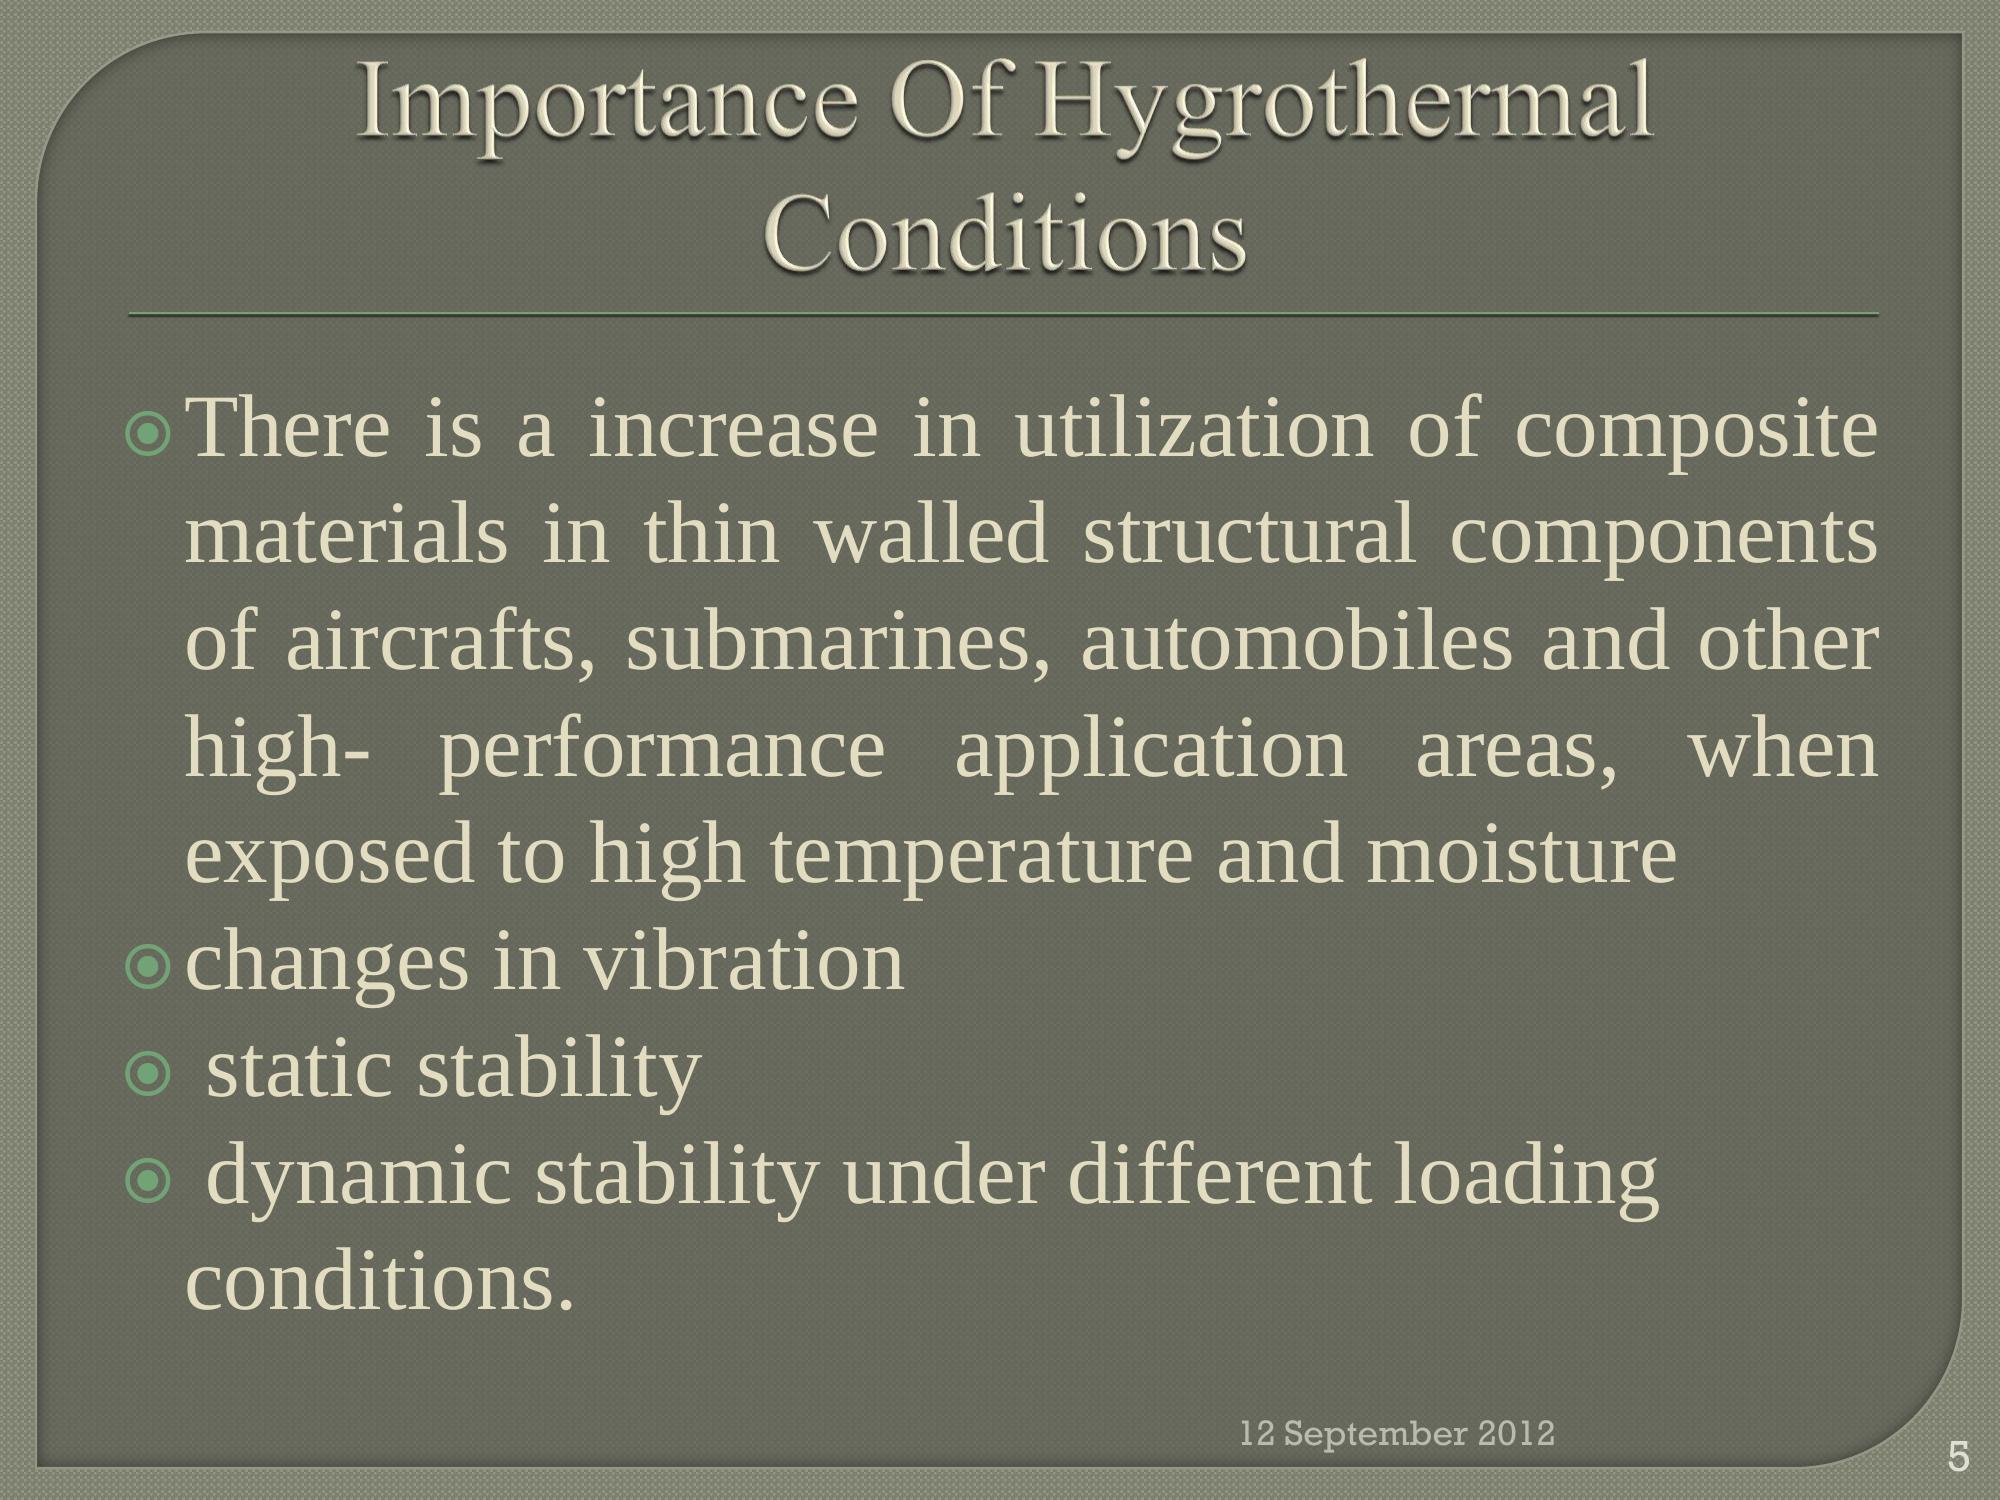 Importance Of Hygrothermal
Conditions
There is a increase in utilization of composite
materials in thin walled structural components
of aircrafts, submarines, automobiles and other
high- performance application areas, when
exposed to high temperature and moisture
changes in vibration
static stability
dynamic stability under different loading
conditions.
12 September 2012
5